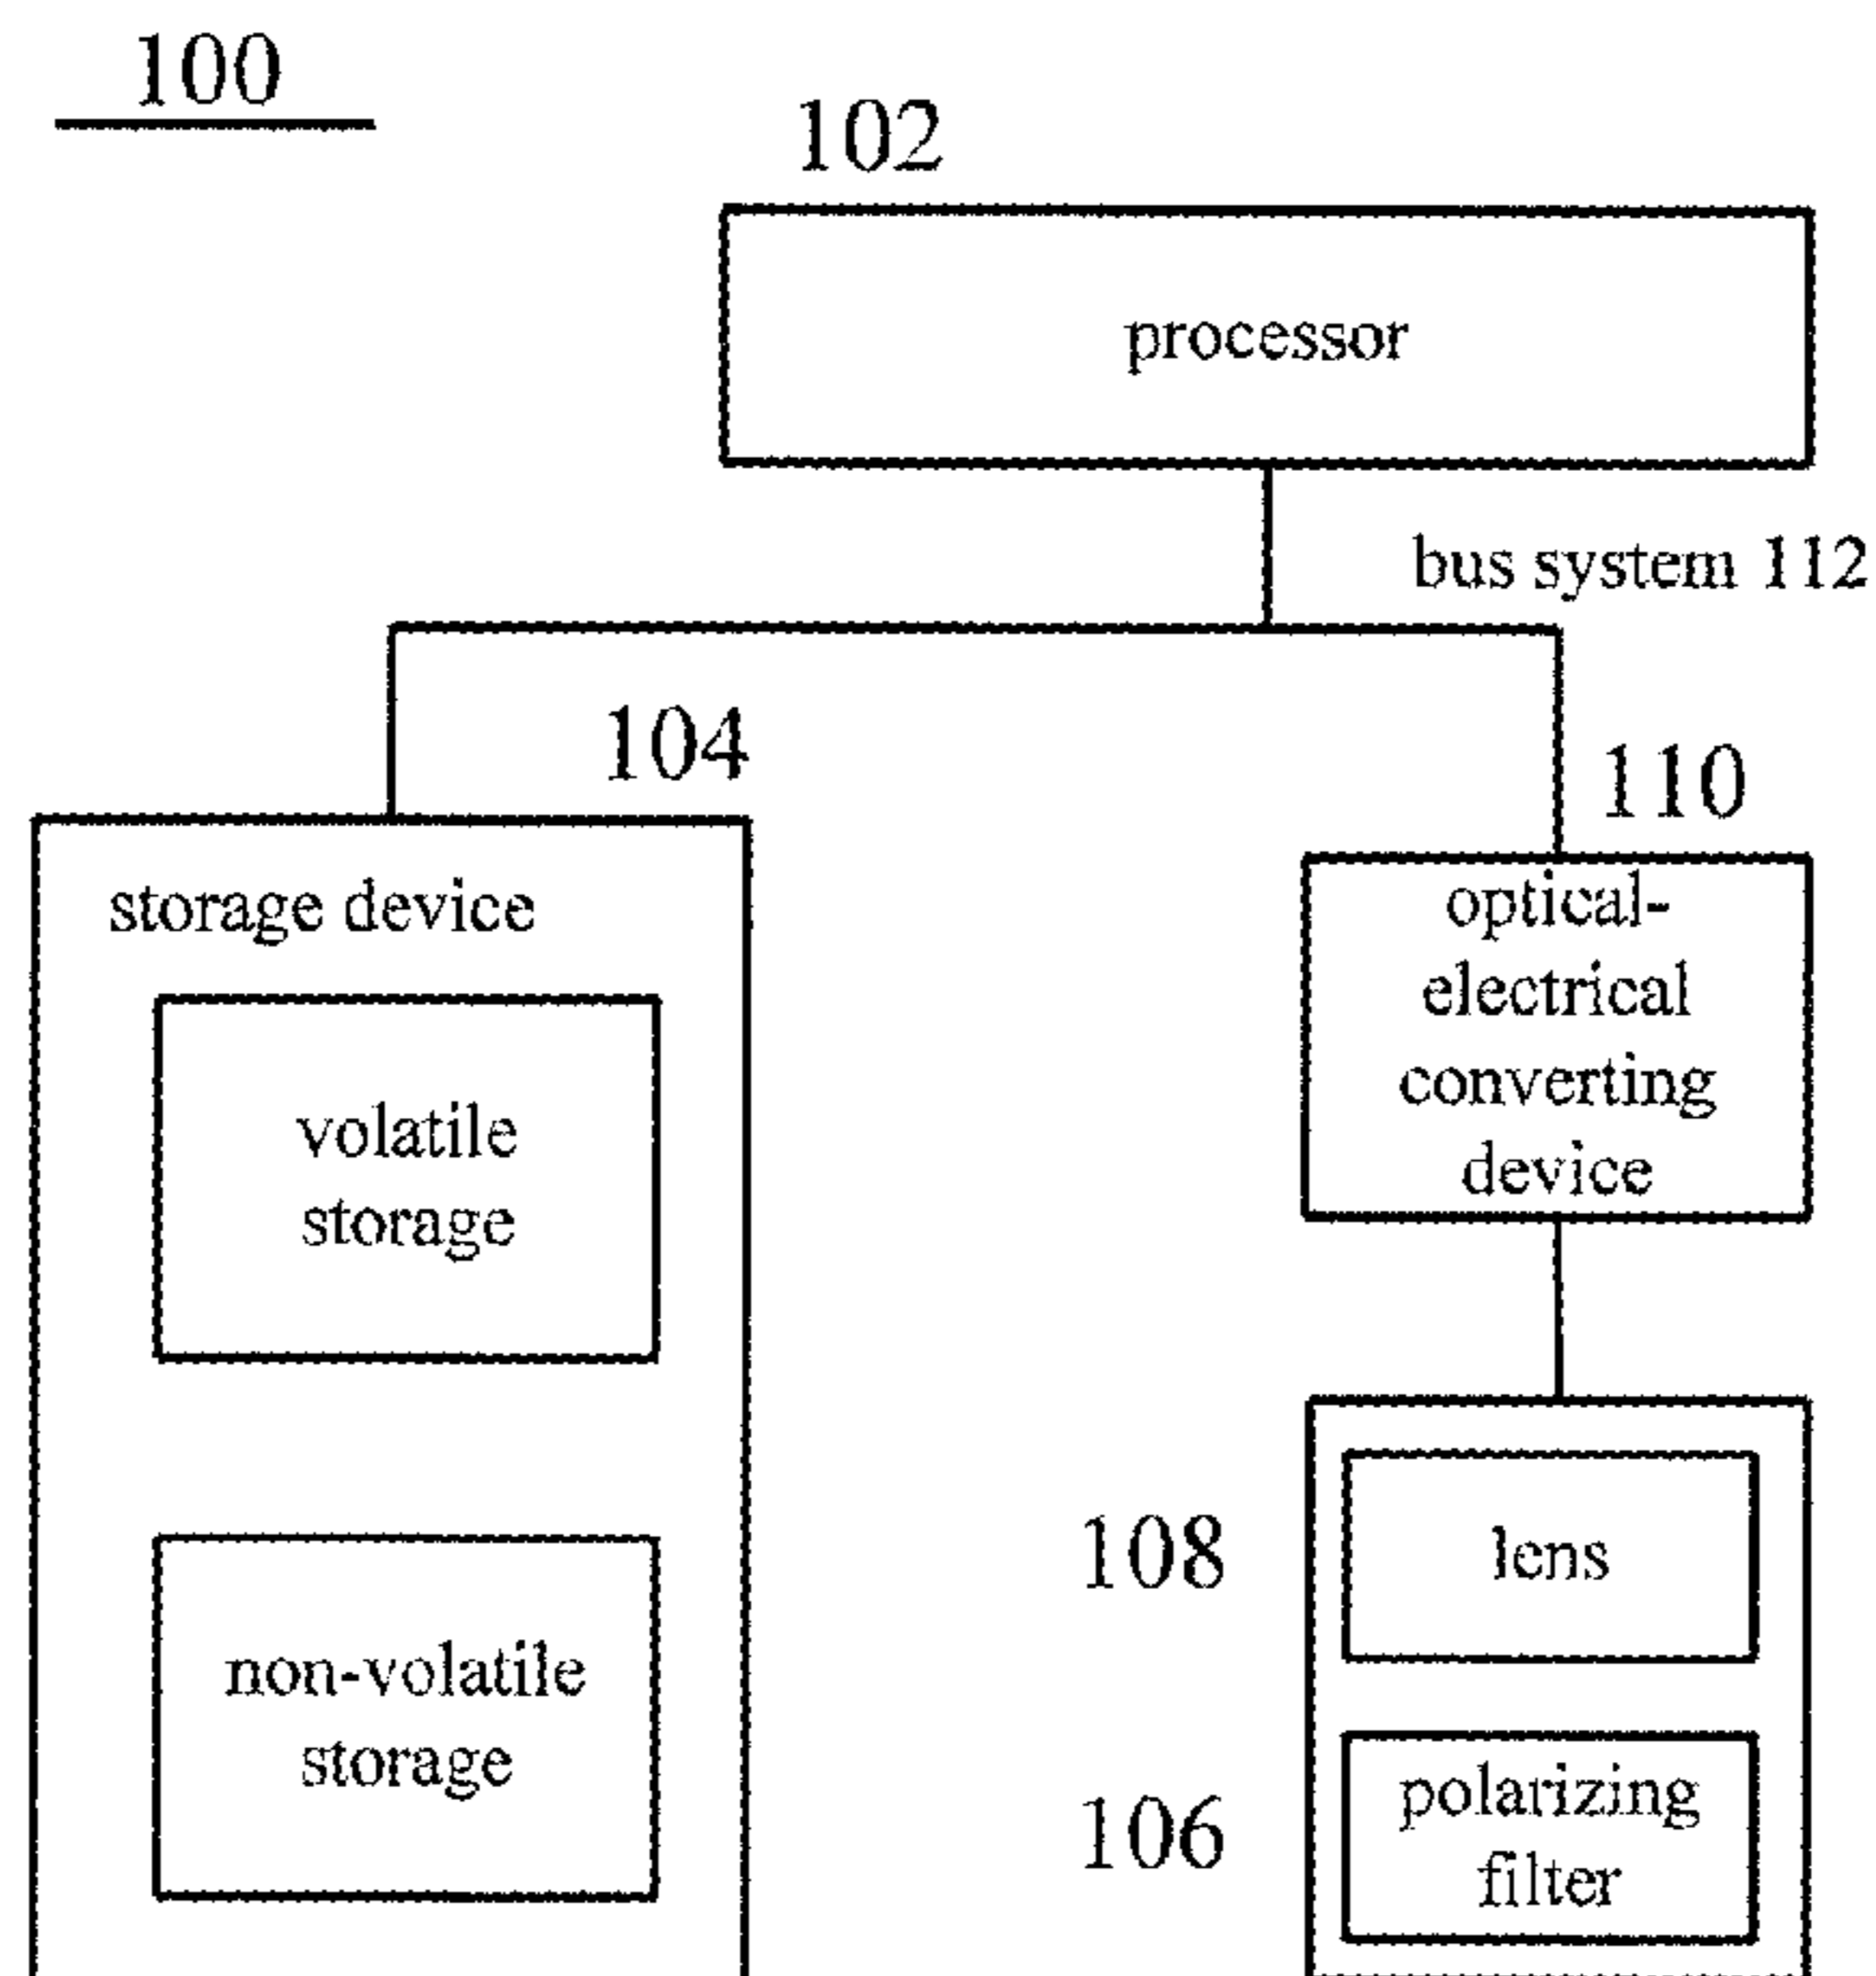 100
102
processor
bus system 112
104
110
storage device
optical-
electrical
converting
device
volatile
storage
108
lens
non-volatile
storage
106
polarizing
filter